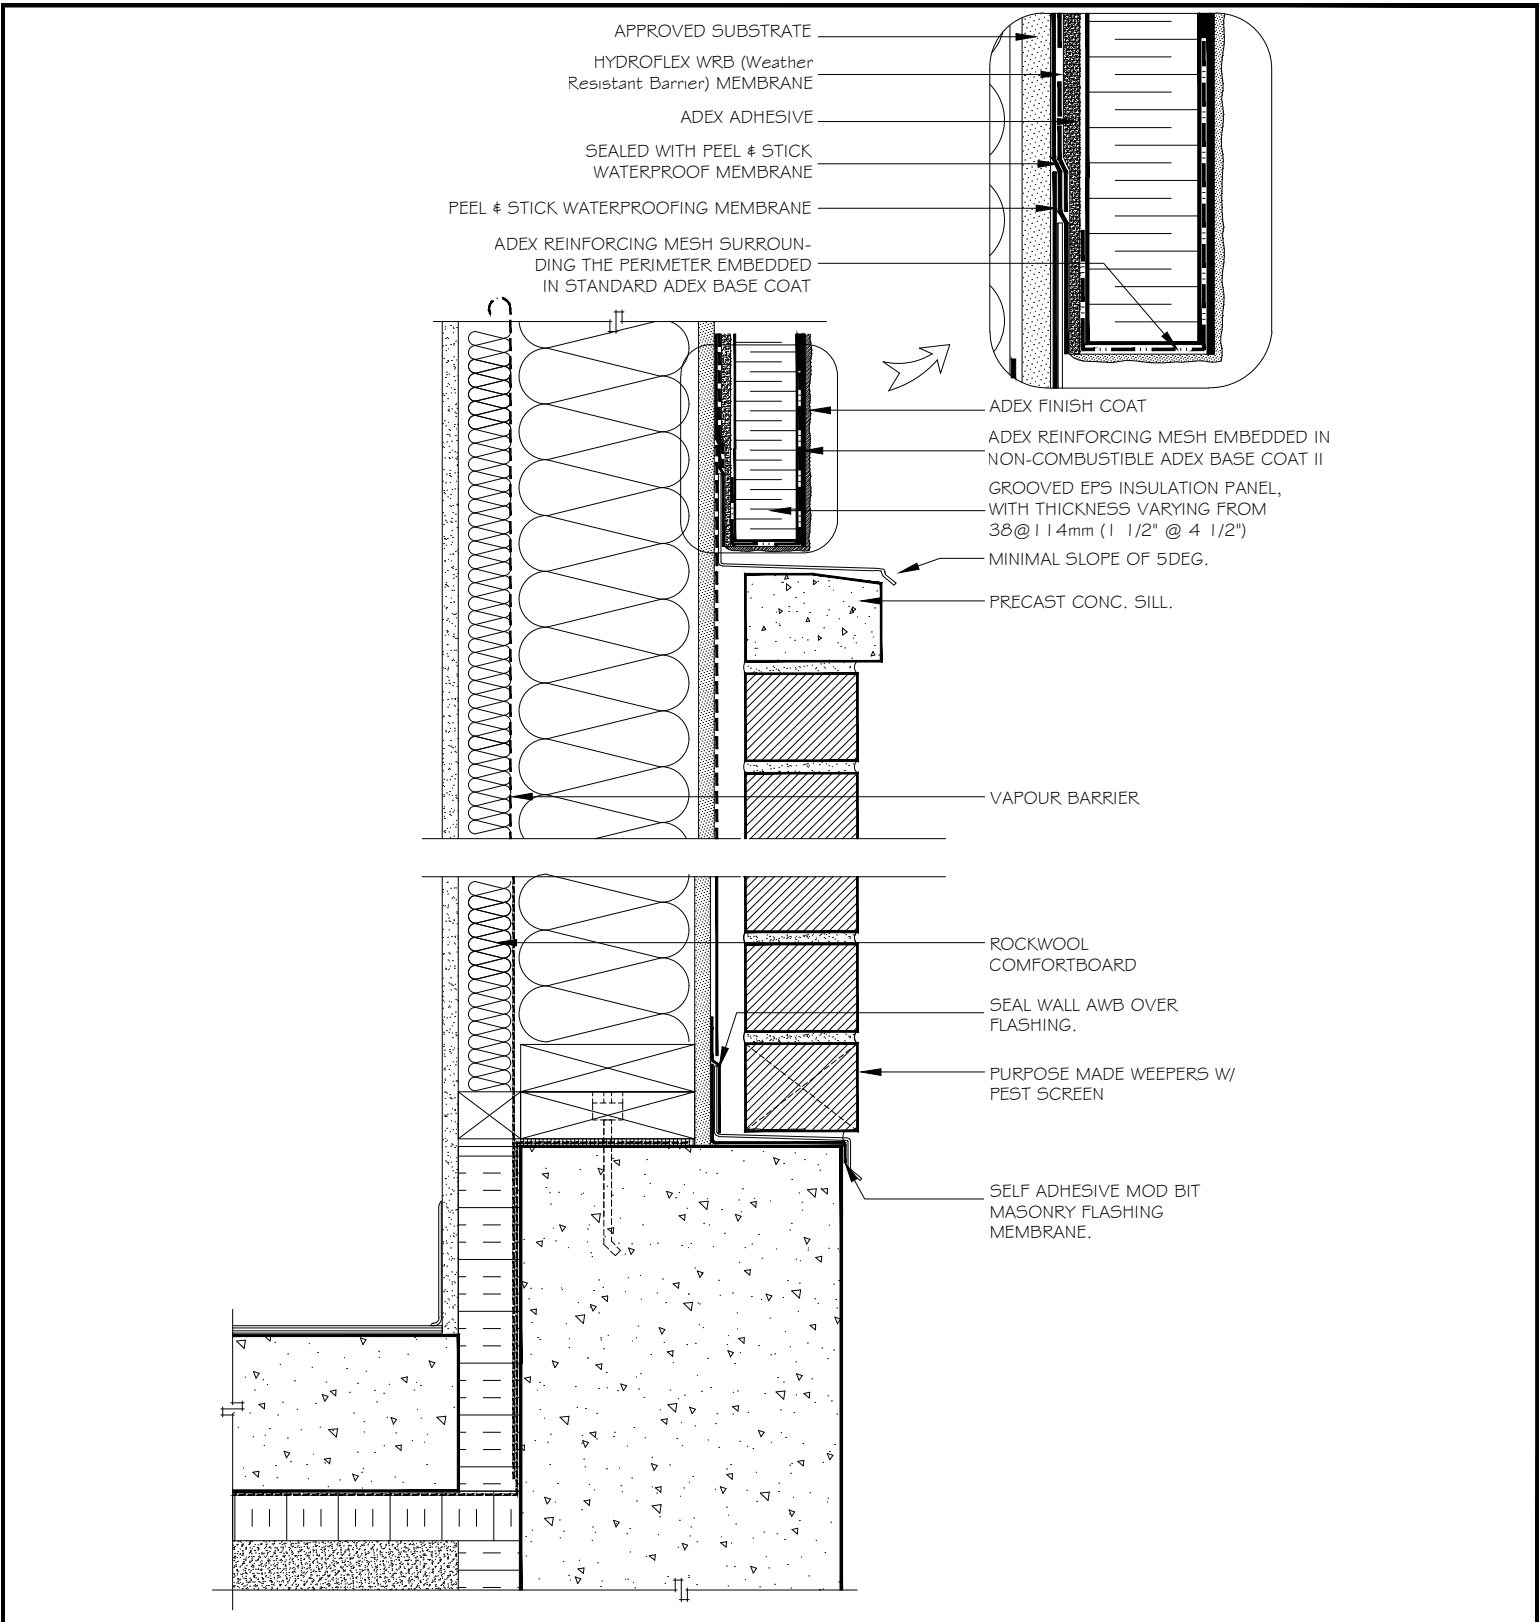 APPROVED SUBSTRATE
HYDROFLEX WRB (Weather
Resistant Barrier) MEMBRANE
ADEX ADHESIVE
SEALED WITH PEEL & STICK
WATERPROOF MEMBRANE
PEEL & STICK WATERPROOFING MEMBRANE
ADEX REINFORCING MESH SURROUN-
DING THE PERIMETER EMBEDDED
IN STANDARD ADEX BASE COAT
ADEX FINISH COAT
ADEX REINFORCING MESH EMBEDDED IN
NON-COMBUSTIBLE ADEX BASE COAT II
GROOVED EPS INSULATION PANEL,
WITH THICKNESS VARYING FROM
38@114mm (1 1/2" @ 4 1/2")
MINIMAL SLOPE OF 5DEG.
PRECAST CONC. SILL.
VAPOUR BARRIER
ROCKWOOL
COMFORTBOARD
SEAL WALL AWB OVER
FLASHING.
PURPOSE MADE WEEPERS W/
PEST SCREEN
SELF ADHESIVE MOD BIT
MASONRY FLASHING
MEMBRANE.